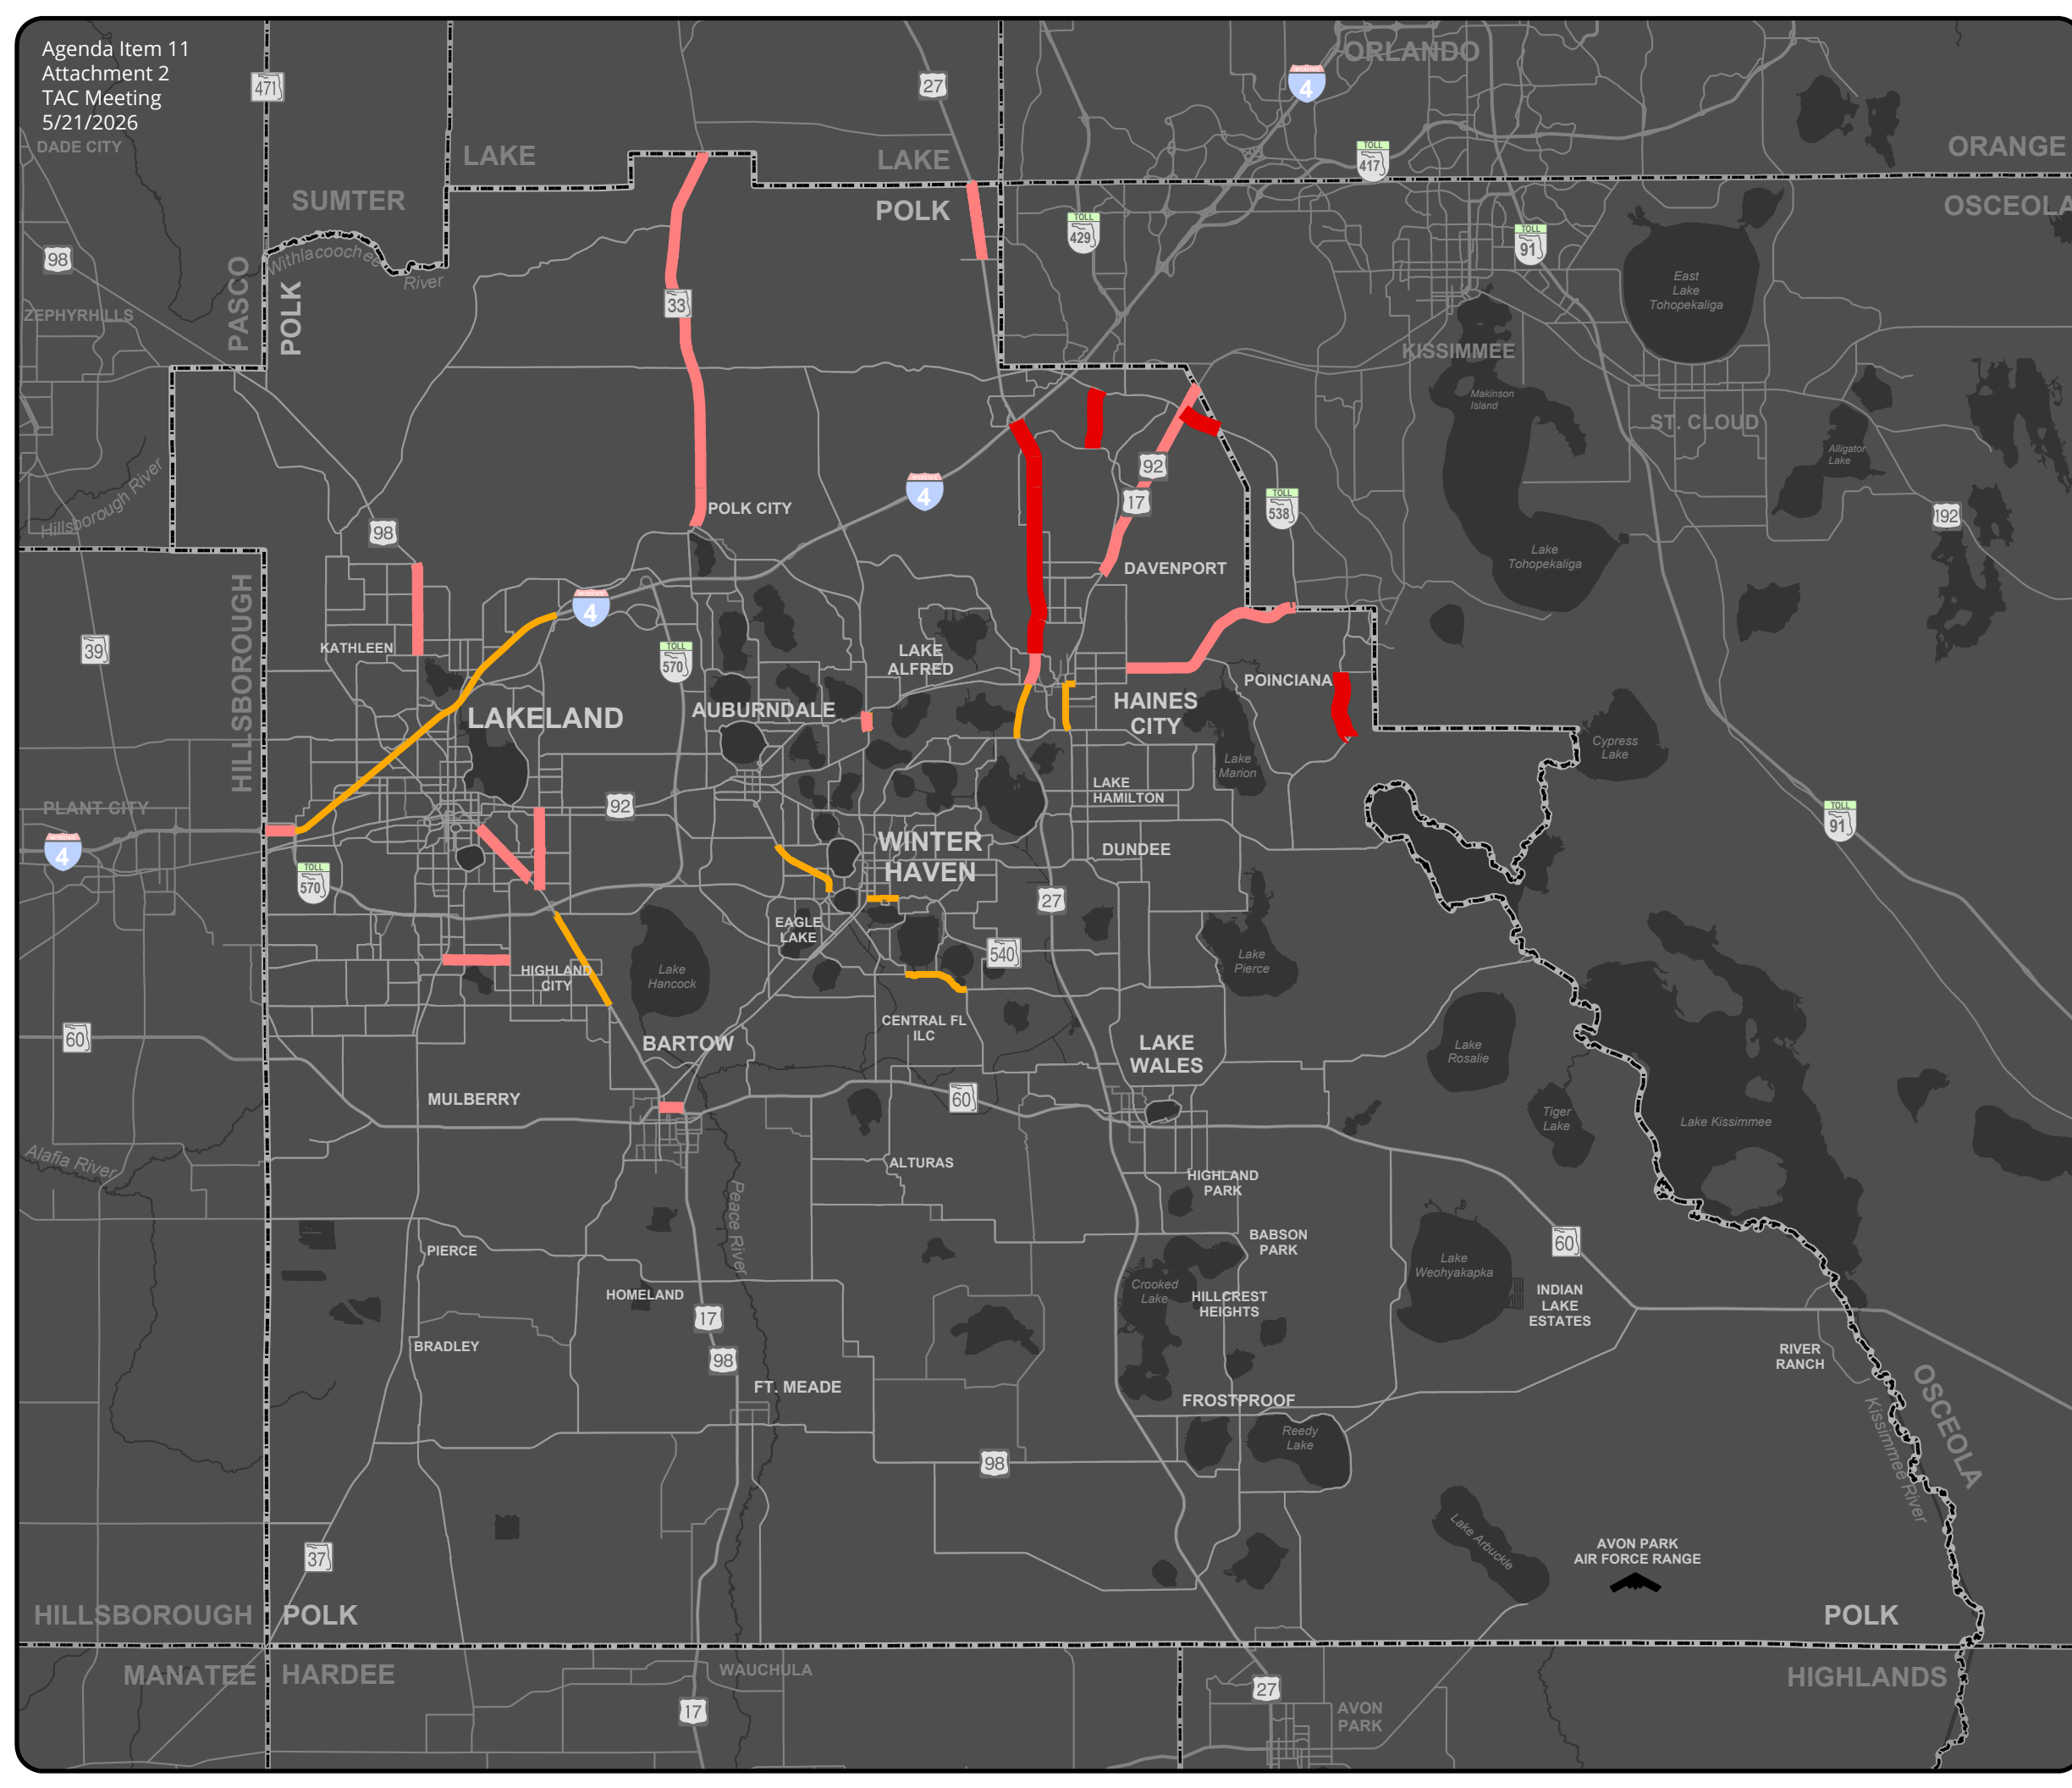 Agenda Item 11
Attachment 2
TAC Meeting
5/21/2026
DADE CITY
471
27
ORLANDO
4
LAKE
LAKE
TOLL
417
ORANGE
SUMTER
POLK
OSCEOLA
TOLL
429
TOLL
91
98
Withlacoochee
River
PASCO
POLK
East
Lake
Tohopekaliga
ZEPHYRHILLS
33
KISSIMMEE
Makinson
Island
ST. CLOUD
Alligator
Lake
92
Hillsborough River
4
17
POLK CITY
TOLL
538
192
98
Lake
Tohopekaliga
DAVENPORT
HILLSBOROUGH
4
39
KATHLEEN
TOLL
570
LAKE
ALFRED
POINCIANA
HAINES
CITY
LAKELAND
AUBURNDALE
Cypress
Lake
Lake
Marion
LAKE
HAMILTON
PLANT CITY
92
TOLL
91
4
WINTER
HAVEN
DUNDEE
TOLL
570
27
EAGLE
LAKE
540
Lake
Pierce
HIGHLAND
CITY
Lake
Hancock
CENTRAL FL
ILC
60
BARTOW
LAKE
WALES
Lake
Rosalie
MULBERRY
60
Tiger
Lake
Lake Kissimmee
Alafia River
ALTURAS
HIGHLAND
PARK
Peace River
PIERCE
BABSON
PARK
60
Lake
Weohyakapka
HOMELAND
Crooked
Lake
HILLCREST
HEIGHTS
INDIAN
LAKE
ESTATES
17
BRADLEY
98
RIVER
RANCH
FT. MEADE
FROSTPROOF
OSCEOLA
Kissimmee River
Reedy
Lake
98
Lake Arbuckle
AVON PARK
AIR FORCE RANGE
37
HILLSBOROUGH
POLK
POLK
MANATEE
HARDEE
WAUCHULA
HIGHLANDS
27
17
AVON
PARK